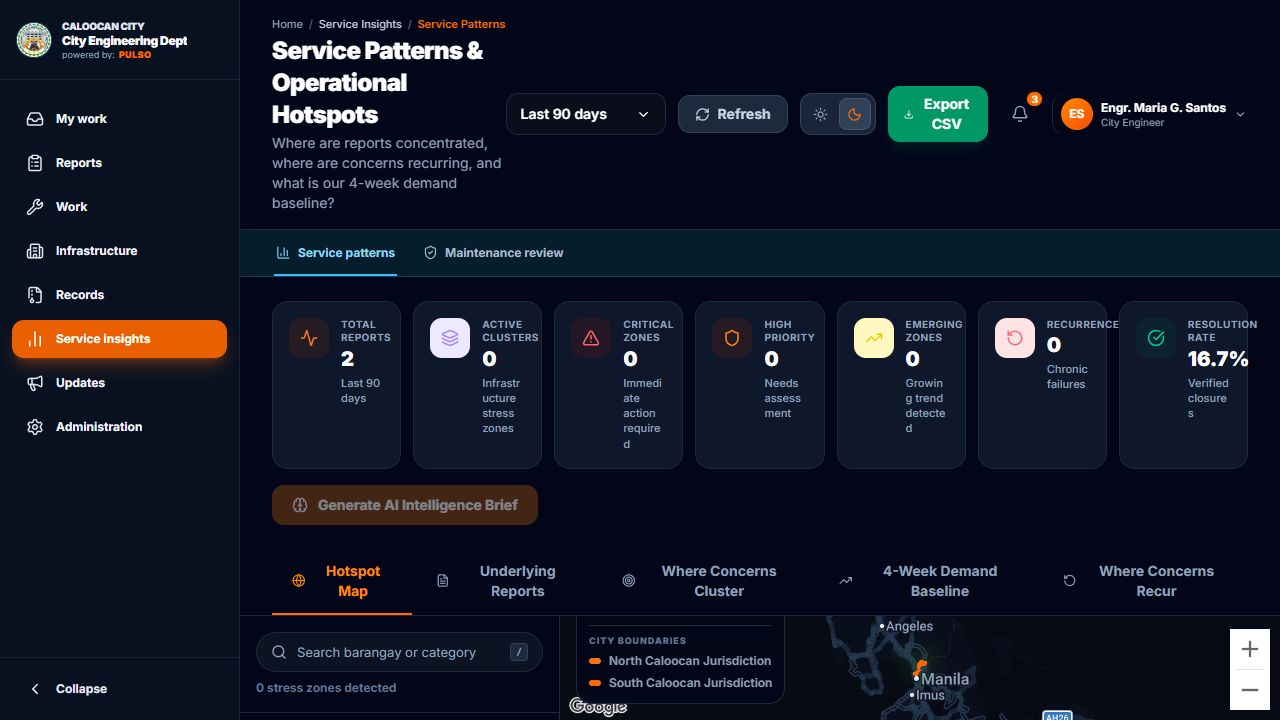 CALOOCAN CITY
City Engineering Dept
powered by: PULSO
My work
Reports
Work
Infrastructure
Records
Service Insights
Updates
Administration
Collapse
Home / Service Insights / Service Patterns
Service Patterns &
Operational
Hotspots
Where are reports concentrated,
where are concerns recurring, and
what is our 4-week demand
baseline?
Last 90 days
Refresh
Export
CSV
3
ES
Engr. Maria G. Santos
City Engineer
Service patterns
Maintenance review
TOTAL
REPORTS
2
Last 90
days
ACTIVE
CLUSTERS
0
Infrastr
ucture
stress
zones
CRITICAL
ZONES
0
Immedi
ate
action
require
d
HIGH
PRIORITY
0
Needs
assess
ment
EMERGING
ZONES
0
Growin
g trend
detecte
d
RECURRENCE
0
Chronic
failures
RESOLUTION
RATE
16.7%
Verified
closure
s
Generate AI Intelligence Brief
Hotspot
Map
Underlying
Reports
Where Concerns
Cluster
4-Week Demand
Baseline
Where Concerns
Recur
Search barangay or category /
0 stress zones detected
CITY BOUNDARIES
North Caloocan Jurisdiction
South Caloocan Jurisdiction
Google
Angeles
Manila
Imus
AH26